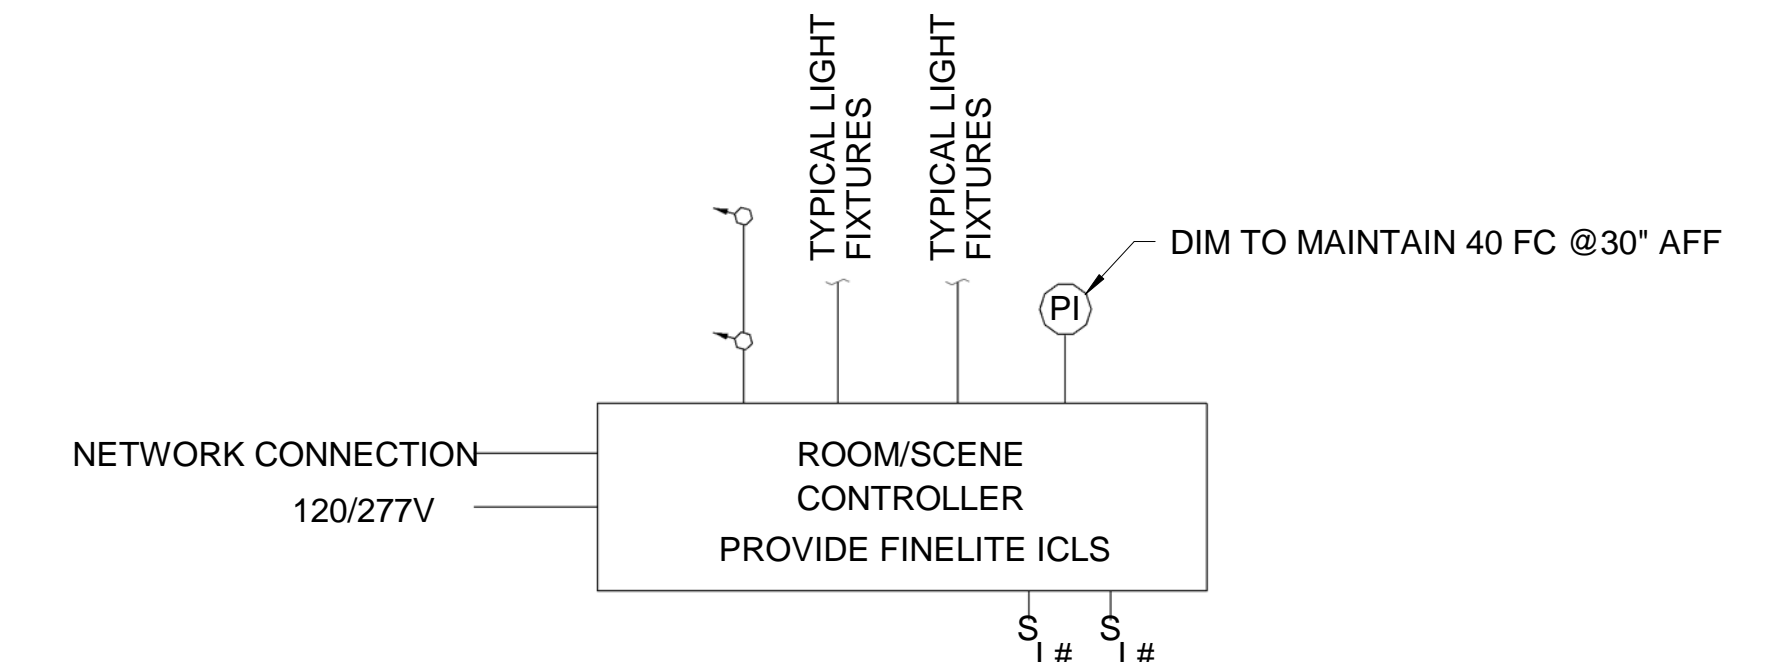 TYPICAL LIGHT
FIXTURES
TYPICAL LIGHT
FIXTURES
DIM TO MAINTAIN 40 FC @30" AFF
PI
NETWORK CONNECTION
120/277V
ROOM/SCENE
CONTROLLER
PROVIDE FINELITE ICLS
S
S
#
#